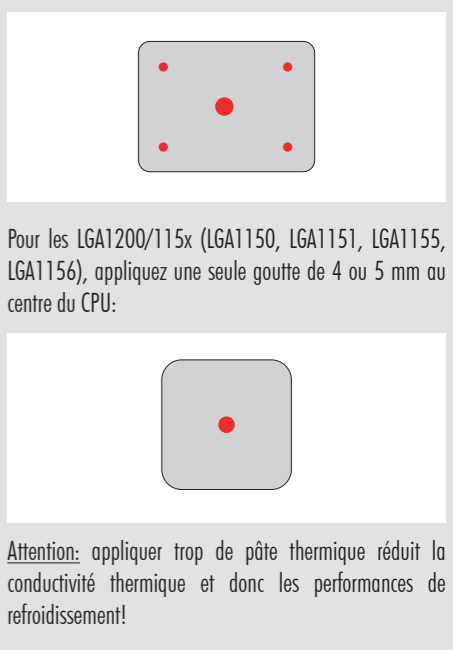 Pour les LGA1200/115x (LGA1150, LGA1151, LGA1155,
LGA1156), appliquez une seule goutte de 4 ou 5 mm au
centre du CPU:
Attention: appliquer trop de pâte thermique réduit la
conductivité thermique et donc les performances de
refroidissement!